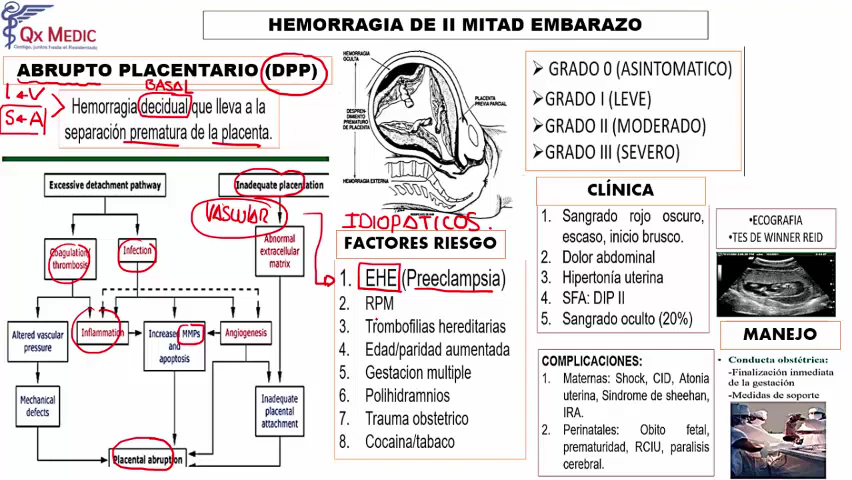 Qx MEDIC
Contigo, juntos hasta el Residentado
HEMORRAGIA DE II MITAD EMBARAZO
ABRUPTO PLACENTARIO (DPP)
BASAL
Hemorragia decidual que lleva a la
separación prematura de la placenta.
S A
Excessive detachment pathway
Inadequate placentation
VASCULAR
Coagulation/
thrombosis
Infection
Abnormal
extracellular
matrix
Altered vascular
pressure
Inflammation
Increased MMPs
and
apoptosis
Angiogenesis
Mechanical
defects
Inadequate
placental
attachment
Placental abruption
HEMORRAGIA
OCULTA
DESPREN-
DIMIENTO
PREMATURO
DE PLACENTA
HEMORRAGIA EXTERNA
PLACENTA
PREVIA PARCIAL
IDIOPATICOS.
FACTORES RIESGO
1. EHE (Preeclampsia)
2. RPM
3. Trombofilias hereditarias
4. Edad/paridad aumentada
5. Gestacion multiple
6. Polihidramnios
7. Trauma obstetrico
8. Cocaina/tabaco
➢ GRADO 0 (ASINTOMATICO)
➢ GRADO I (LEVE)
➢ GRADO II (MODERADO)
➢ GRADO III (SEVERO)
CLÍNICA
1. Sangrado rojo oscuro,
escaso, inicio brusco.
2. Dolor abdominal
3. Hipertonía uterina
4. SFA: DIP II
5. Sangrado oculto (20%)
COMPLICACIONES:
1. Maternas: Shock, CID, Atonia
uterina, Sindrome de sheehan,
IRA.
2. Perinatales: Obito fetal,
prematuridad, RCIU, paralisis
cerebral.
•ECOGRAFIA
•TES DE WINNER REID
MANEJO
• Conducta obstétrica:
-Finalización inmediata
de la gestación
-Medidas de soporte